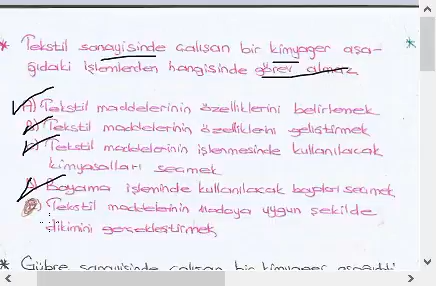 * Tekstil sanayisinde çalışan bir kimyager aşa- *
ğıdaki işlemlerden hangisinde görev almaz
A) Tekstil maddelerinin özelliklerini belirlemek
B) Tekstil maddelerinin özelliklerini geliştirmek
C) Tekstil maddelerinin işlenmesinde kullanılacak
kimyasalları seçmek
D) Boyama işleminde kullanılacak boyaları seçmek
E) Tekstil maddelerinin modaya uygun şekilde
dikimini gerçekleştirmek
* Gübre sanayisinde çalışan bir kimyager